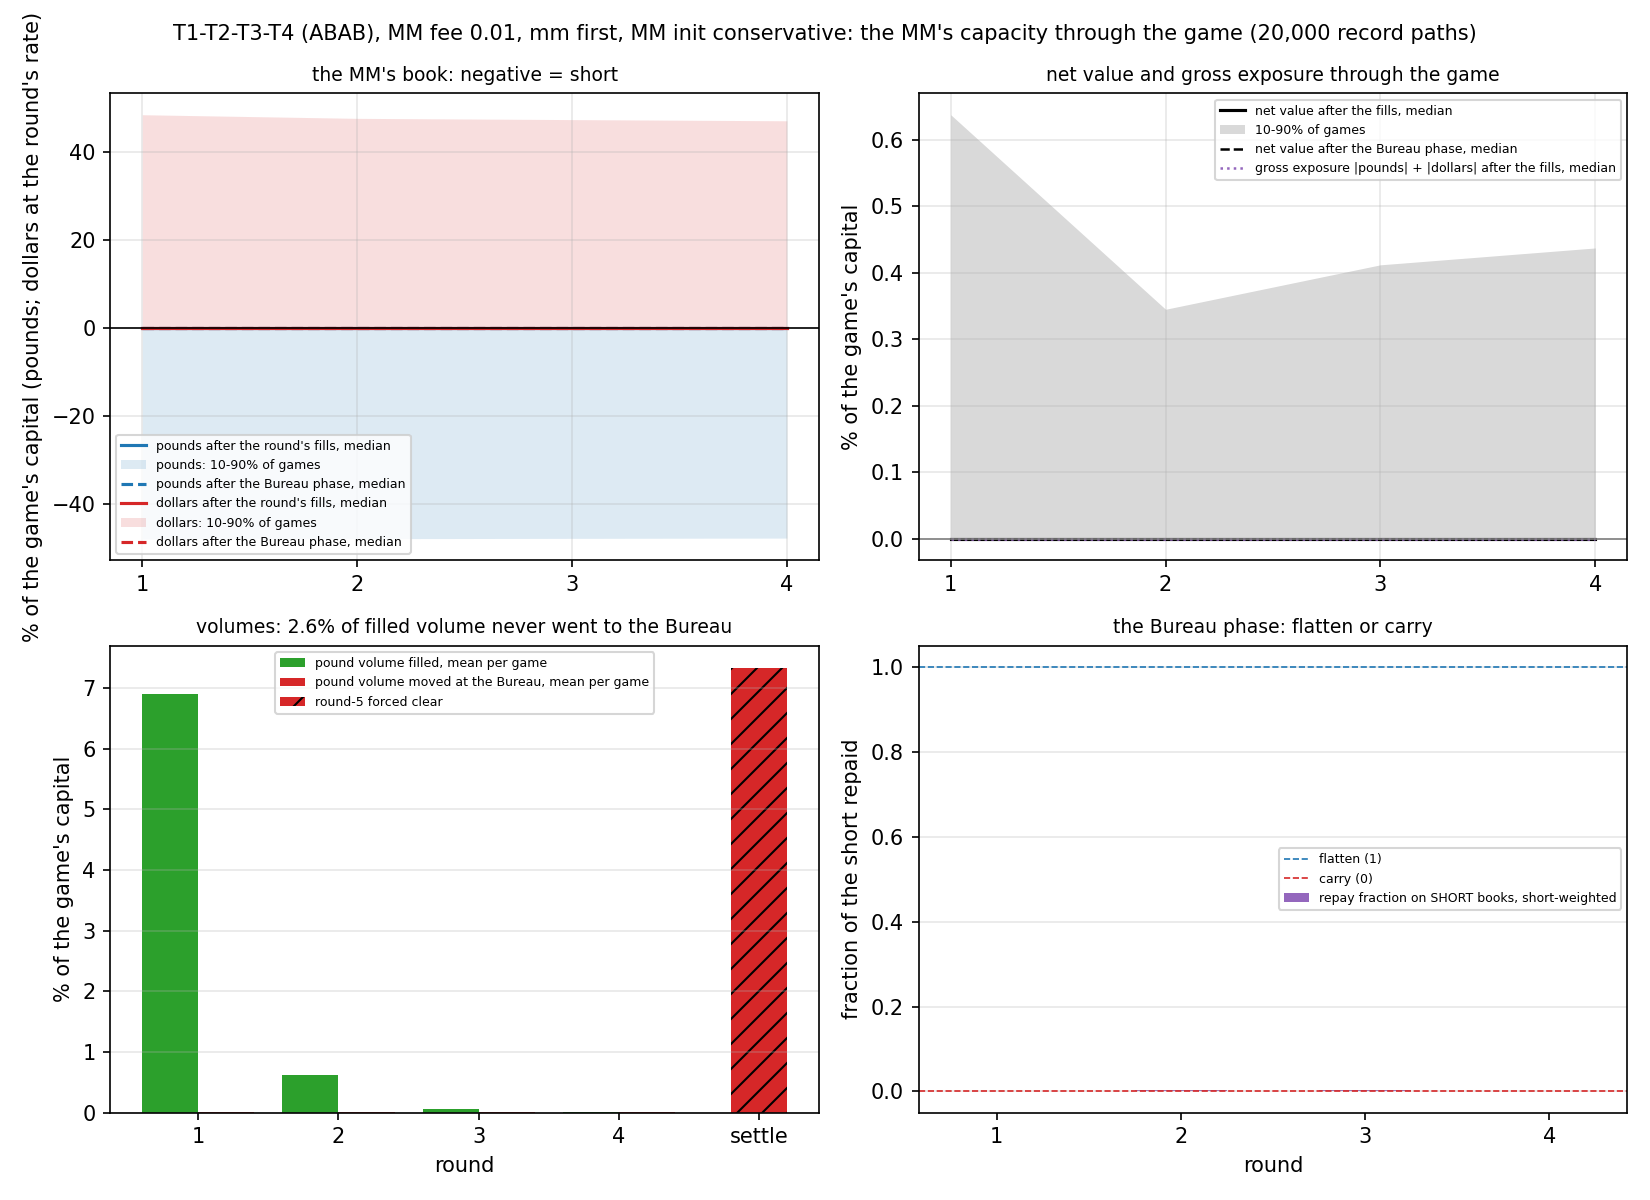 T1-T2-T3-T4 (ABAB), MM fee 0.01, mm first, MM init conservative: the MM's capacity through the game (20,000 record paths)
the MM's book: negative = short
% of the game's capital (pounds; dollars at the round's rate)
40
20
0
−20
−40
pounds after the round's fills, median
pounds: 10-90% of games
pounds after the Bureau phase, median
dollars after the round's fills, median
dollars: 10-90% of games
dollars after the Bureau phase, median
1
2
3
4
net value and gross exposure through the game
% of the game's capital
0.6
0.5
0.4
0.3
0.2
0.1
0.0
net value after the fills, median
10-90% of games
net value after the Bureau phase, median
gross exposure |pounds| + |dollars| after the fills, median
1
2
3
4
volumes: 2.6% of filled volume never went to the Bureau
% of the game's capital
7
6
5
4
3
2
1
0
pound volume filled, mean per game
pound volume moved at the Bureau, mean per game
round-5 forced clear
1
2
3
4
settle
round
the Bureau phase: flatten or carry
fraction of the short repaid
1.0
0.8
0.6
0.4
0.2
0.0
flatten (1)
carry (0)
repay fraction on SHORT books, short-weighted
1
2
3
4
round